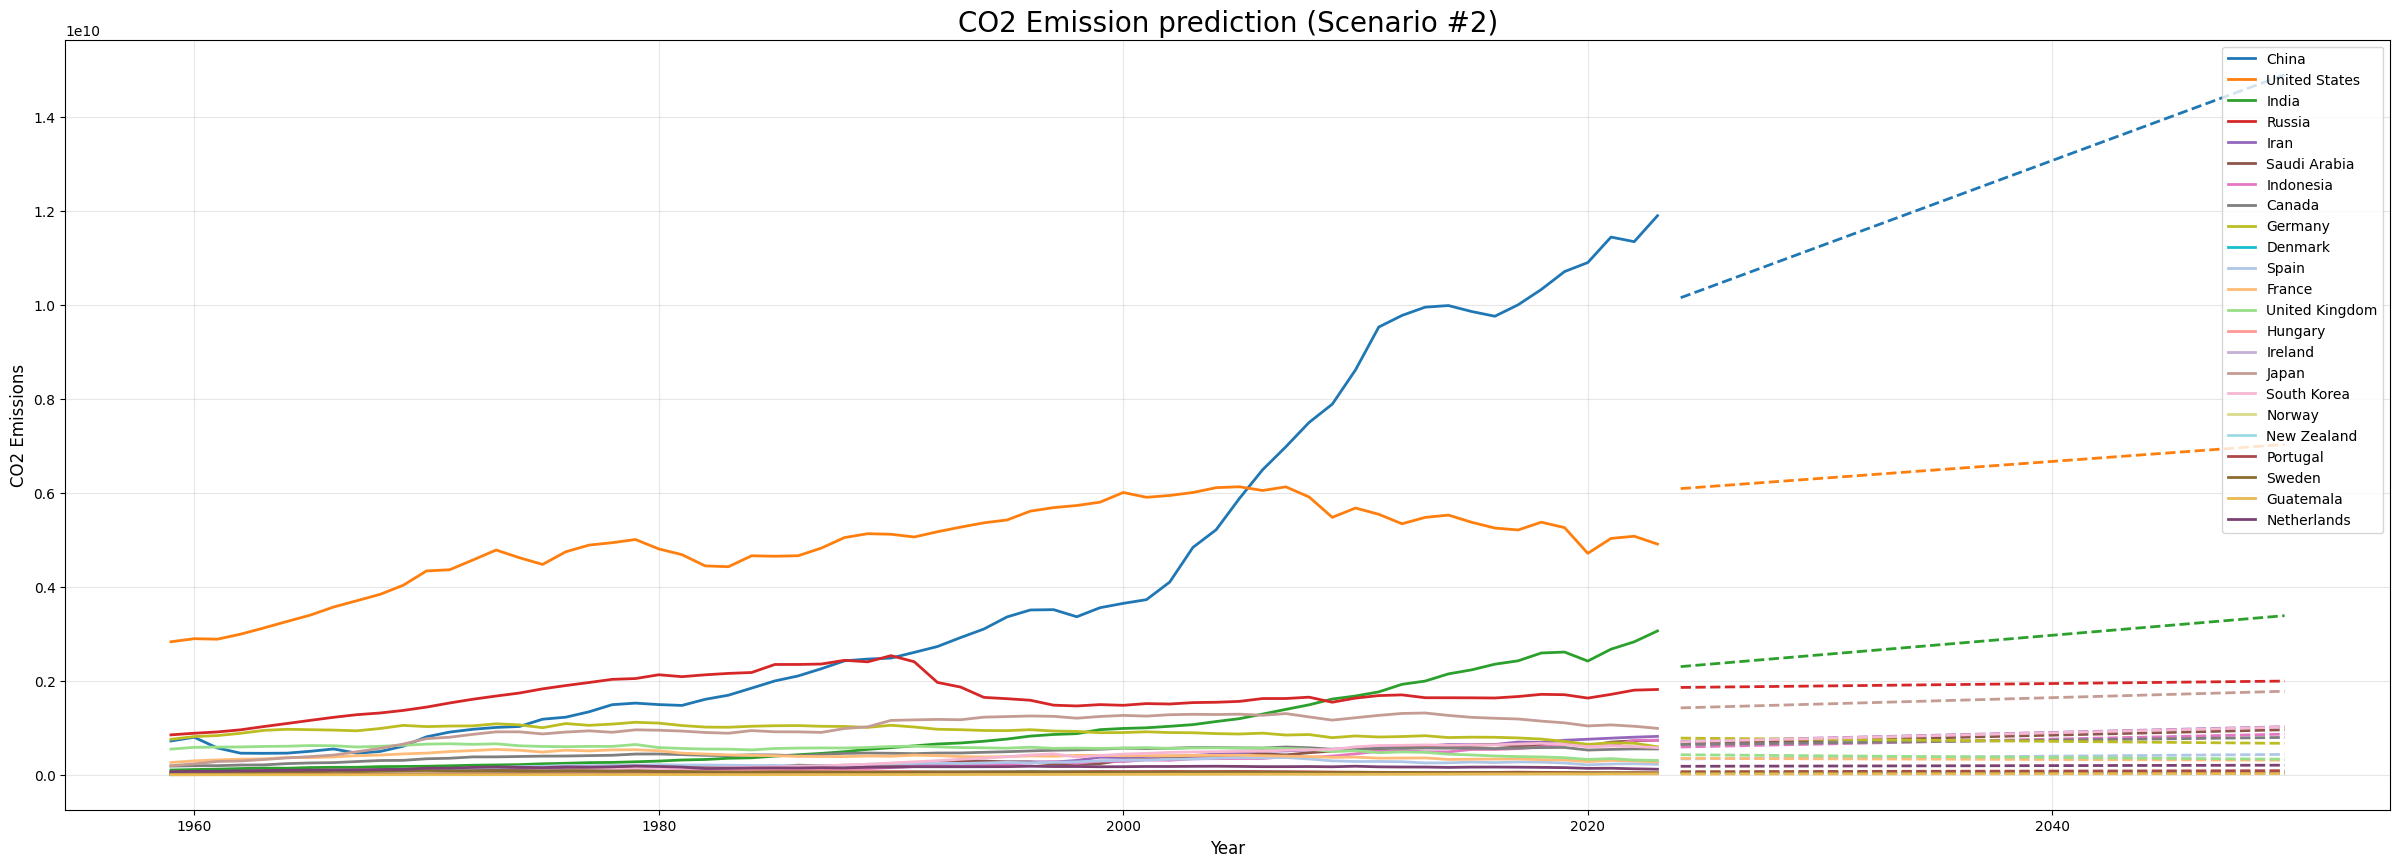 CO2 Emission prediction (Scenario #2)
1e10
1.4
1.2
1.0
0.8
0.6
0.4
0.2
0.0
CO2 Emissions
1960
1980
2000
2020
2040
Year
China
United States
India
Russia
Iran
Saudi Arabia
Indonesia
Canada
Germany
Denmark
Spain
France
United Kingdom
Hungary
Ireland
Japan
South Korea
Norway
New Zealand
Portugal
Sweden
Guatemala
Netherlands